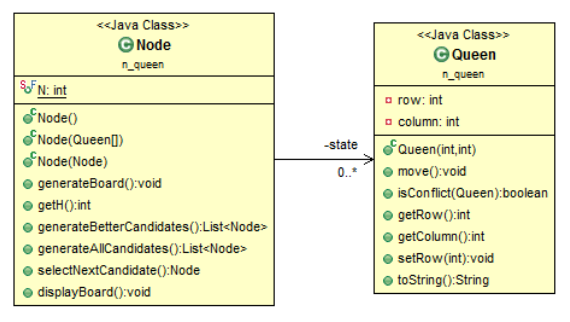 <<Java Class>>
C Node
n_queen
S F N: int
C Node()
C Node(Queen[])
C Node(Node)
generateBoard():void
getH():int
generateBetterCandidates():List<Node>
generateAllCandidates():List<Node>
selectNextCandidate():Node
displayBoard():void
-state
0..*
<<Java Class>>
C Queen
n_queen
row: int
column: int
C Queen(int,int)
move():void
isConflict(Queen):boolean
getRow():int
getColumn():int
setRow(int):void
toString():String